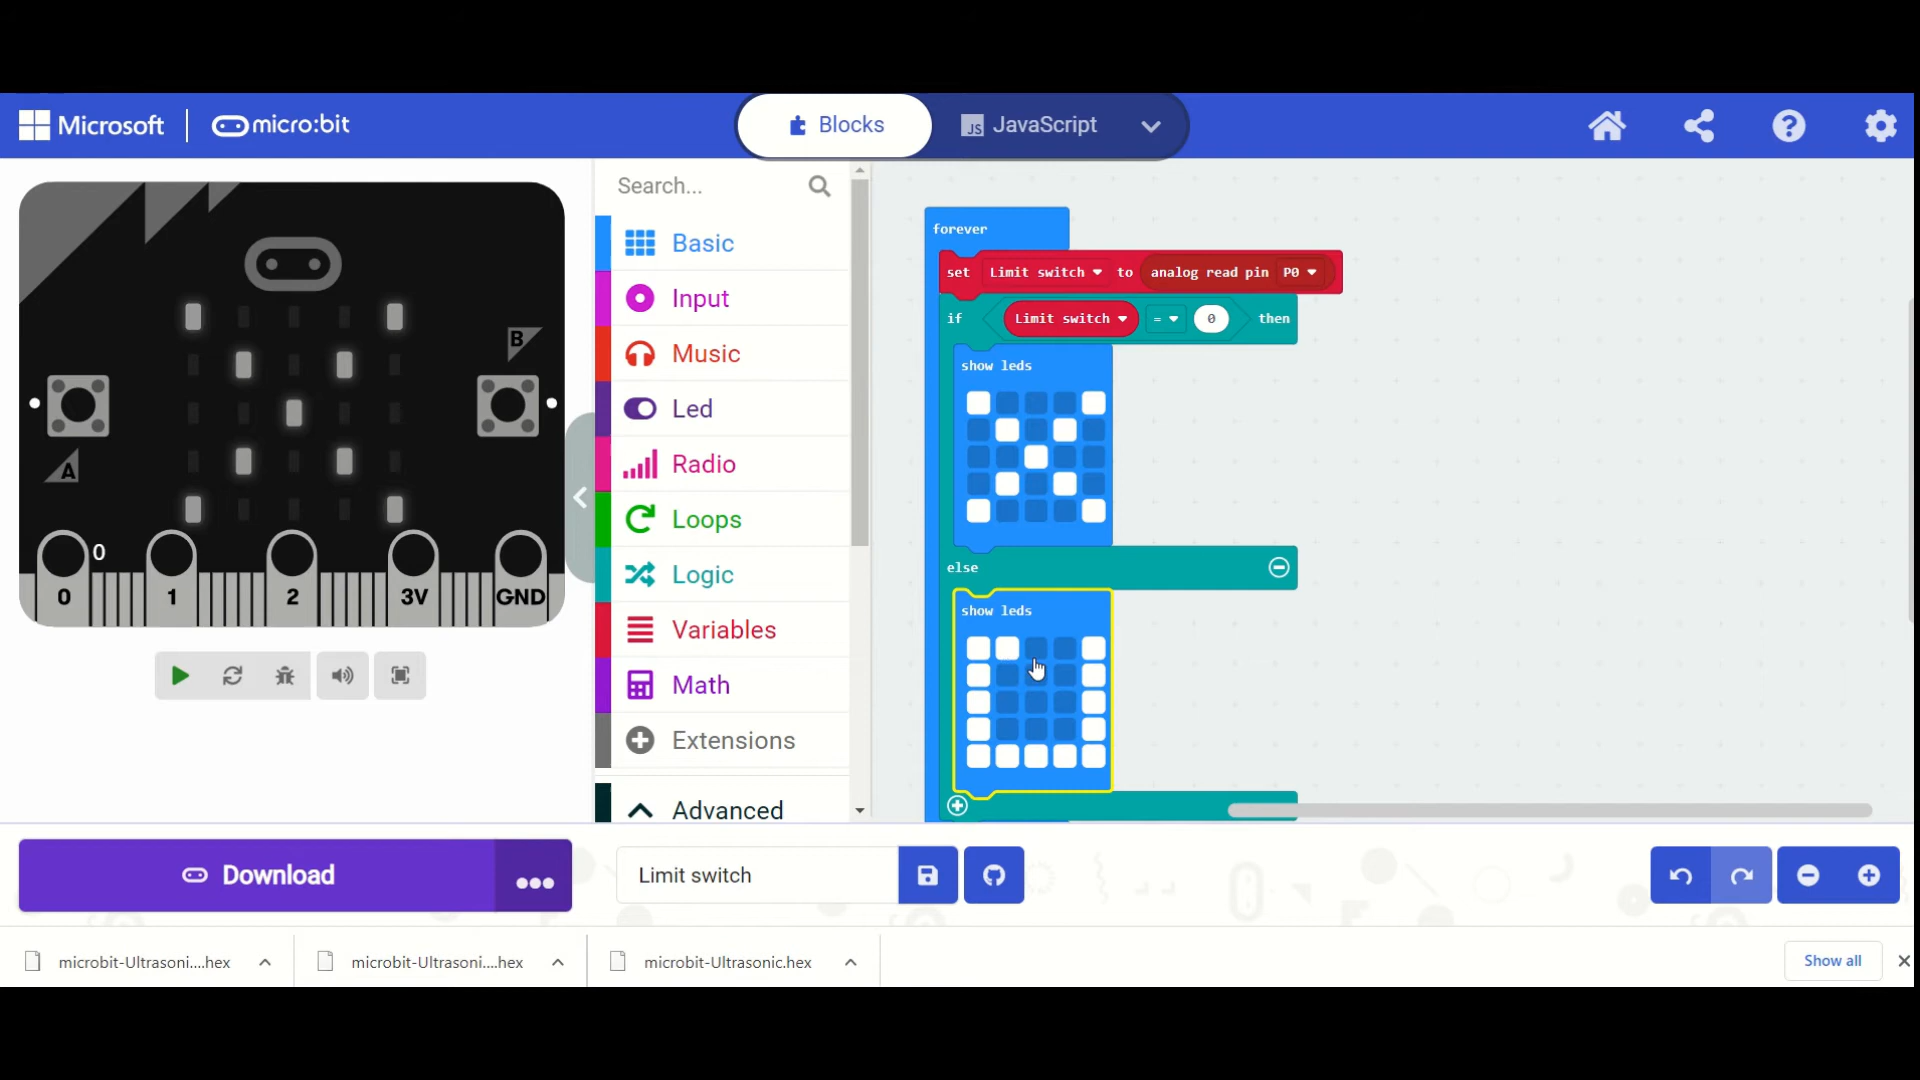 Microsoft micro:bit
Blocks
JS JavaScript
B
A
0
0 1 2 3V GND
Search...
Basic
Input
Music
Led
Radio
Loops
Logic
Variables
Math
Extensions
Advanced
forever
set Limit switch to analog read pin P0
if Limit switch = 0 then
show leds
else
show leds
Download
Limit switch
microbit-Ultrasoni....hex
microbit-Ultrasoni....hex
microbit-Ultrasonic.hex
Show all